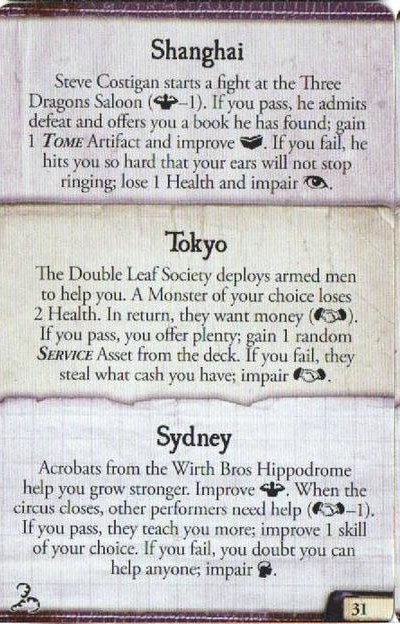 Shanghai
Steve Costigan starts a fight at the Three
Dragons Saloon (–1). If you pass, he admits
defeat and offers you a book he has found; gain
1 TOME Artifact and improve . If you fail, he
hits you so hard that your ears will not stop
ringing; lose 1 Health and impair .
Tokyo
The Double Leaf Society deploys armed men
to help you. A Monster of your choice loses
2 Health. In return, they want money ().
If you pass, you offer plenty; gain 1 random
SERVICE Asset from the deck. If you fail, they
steal what cash you have; impair .
Sydney
Acrobats from the Wirth Bros Hippodrome
help you grow stronger. Improve . When the
circus closes, other performers need help (–1).
If you pass, they teach you more; improve 1 skill
of your choice. If you fail, you doubt you can
help anyone; impair .
31